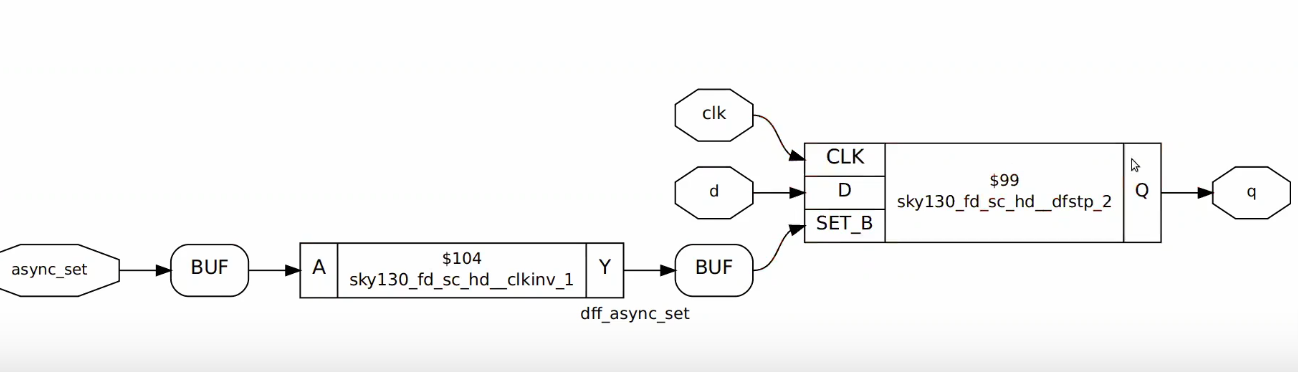 clk
CLK
d
D
$99
sky130_fd_sc_hd__dfstp_2
Q
q
SET_B
async_set
BUF
A
$104
sky130_fd_sc_hd__clkinv_1
Y
BUF
dff_async_set